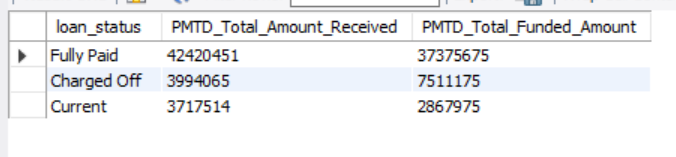 loan_status PMTD_Total_Amount_Received PMTD_Total_Funded_Amount
Fully Paid 42420451 37375675
Charged Off 3994065 7511175
Current 3717514 2867975